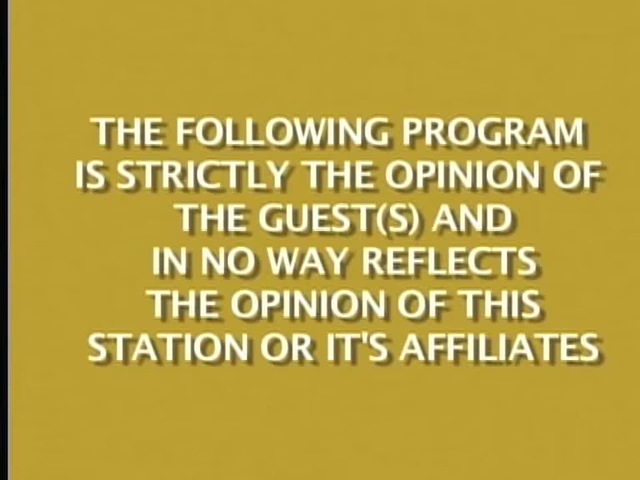 THE FOLLOWING PROGRAM
IS STRICTLY THE OPINION OF
THE GUEST(S) AND
IN NO WAY REFLECTS
THE OPINION OF THIS
STATION OR IT'S AFFILIATES